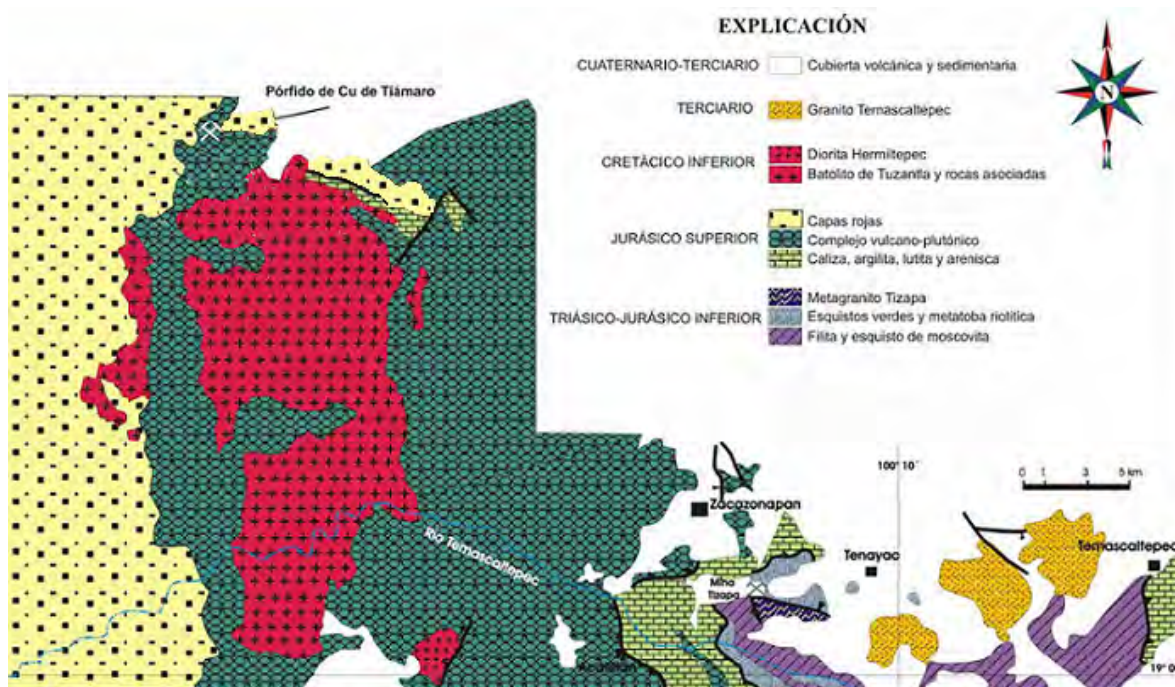 EXPLICACIÓN
CUATERNARIO-TERCIARIO
Cubierta volcánica y sedimentaria
TERCIARIO
Granito Temascaltepec
CRETÁCICO INFERIOR
Diorita Hermiltepec
Batolito de Tuzantla y rocas asociadas
JURÁSICO SUPERIOR
Capas rojas
Complejo vulcano-plutónico
Caliza, argilita, lutita y arenisca
TRIÁSICO-JURÁSICO INFERIOR
Metagranito Tizapa
Esquistos verdes y metatoba riolítica
Filita y esquisto de moscovita
N
Pórfido de Cu de Tiámaro
100° 10´
0 1 3 5 km
Zacazonapan
Río Temascaltepec
Mina
Tizapa
Tenayac
Temascaltepec
19° 0